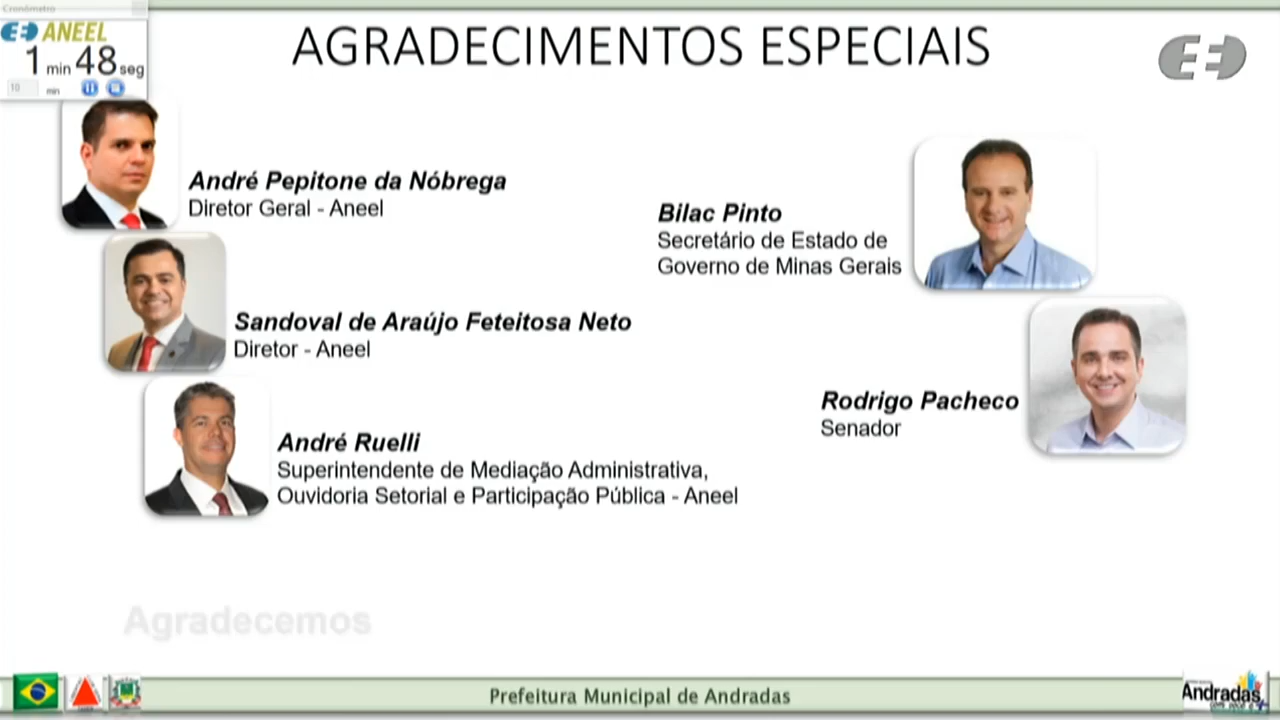 Cronômetro
ANEEL
1 min 48 seg
10 min
AGRADECIMENTOS ESPECIAIS
André Pepitone da Nóbrega
Diretor Geral - Aneel
Bilac Pinto
Secretário de Estado de
Governo de Minas Gerais
Sandoval de Araújo Feteitosa Neto
Diretor - Aneel
Rodrigo Pacheco
Senador
André Ruelli
Superintendente de Mediação Administrativa,
Ouvidoria Setorial e Participação Pública - Aneel
Agradecemos
Prefeitura Municipal de Andradas
Andradas